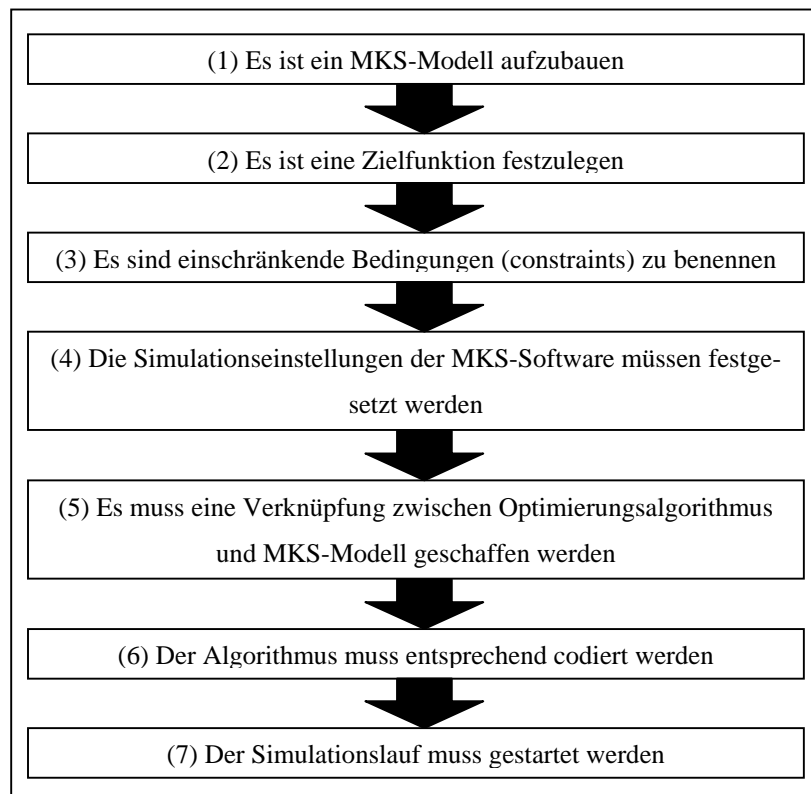 (1) Es ist ein MKS-Modell aufzubauen
(2) Es ist eine Zielfunktion festzulegen
(3) Es sind einschränkende Bedingungen (constraints) zu benennen
(4) Die Simulationseinstellungen der MKS-Software müssen festge-
setzt werden
(5) Es muss eine Verknüpfung zwischen Optimierungsalgorithmus
und MKS-Modell geschaffen werden
(6) Der Algorithmus muss entsprechend codiert werden
(7) Der Simulationslauf muss gestartet werden